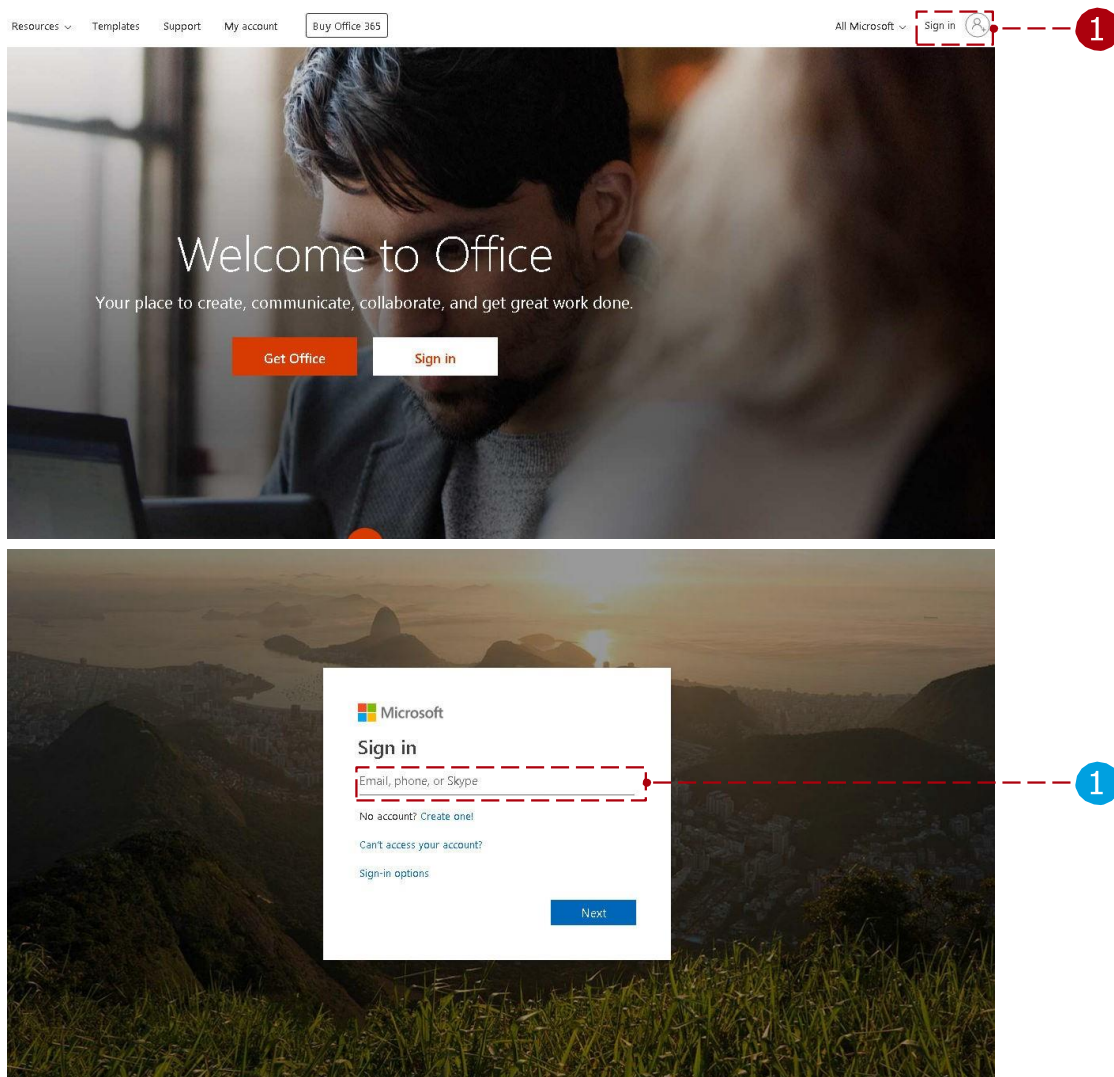 Resources Templates Support My account Buy Office 365 All Microsoft Sign in 1
Welcome to Office
Your place to create, communicate, collaborate, and get great work done.
Get Office Sign in
Microsoft
Sign in
Email, phone, or Skype 1
No account? Create one!
Can't access your account?
Sign-in options
Next